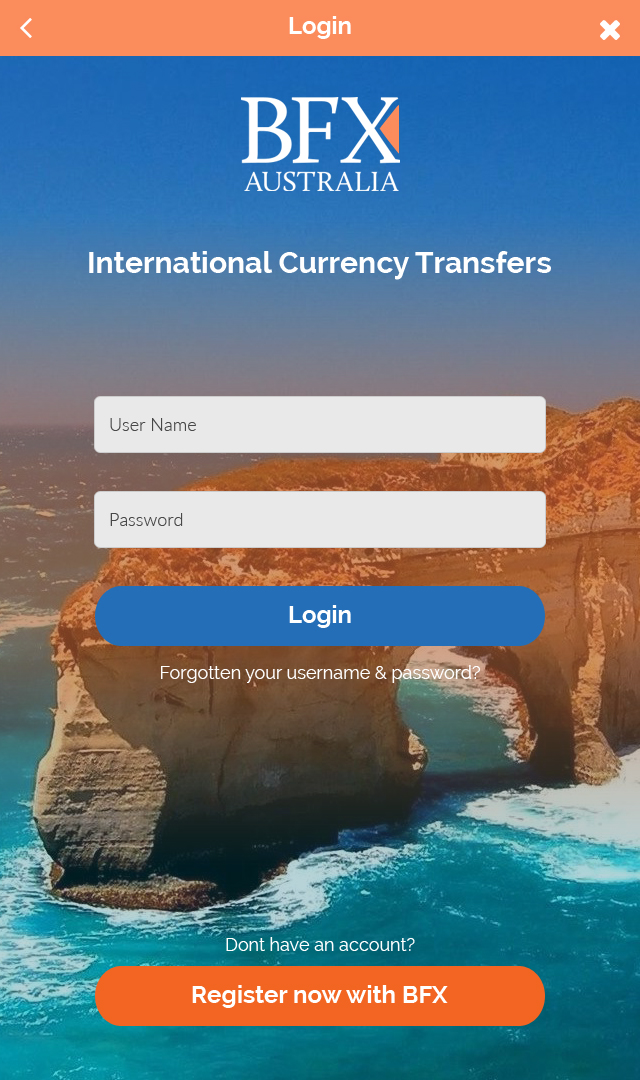 Login
BFX
AUSTRALIA
International Currency Transfers
User Name
Password
Login
Forgotten your username & password?
Dont have an account?
Register now with BFX